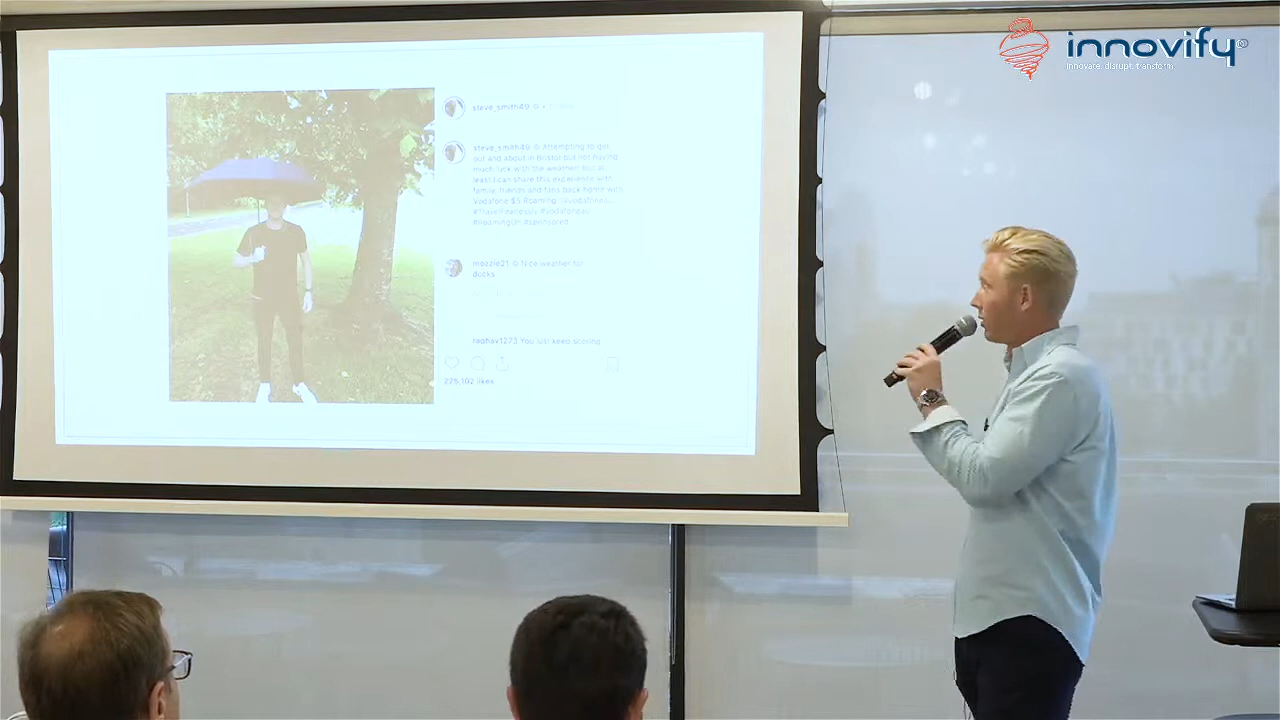 innovify
innovate. disrupt. transform.
steve_smith49
steve_smith49 Attempting to get
out and about in Bristol but not having
much luck with the weather! But at
least I can share this experience with
family, friends and fans back home with
Vodafone $5 Roaming
#sponsored
mozzie21 Nice weather for
ducks
raghav1273 You just keep scoring
likes